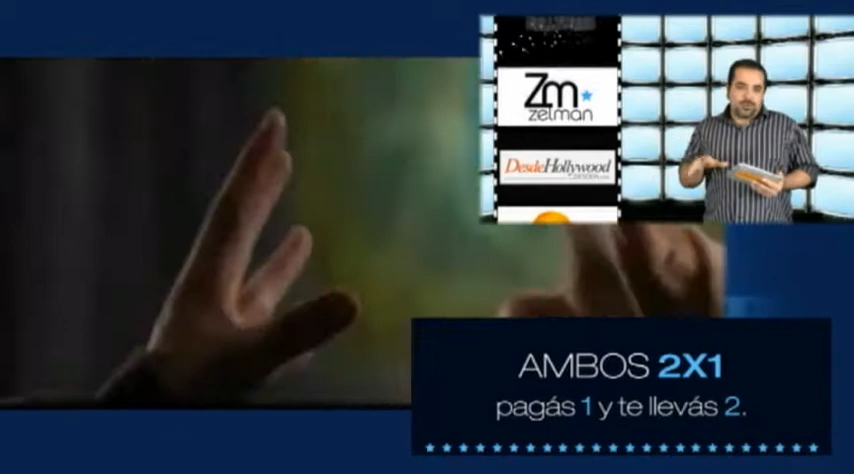 Zm
zelman
DesdeHollywood
AMBOS 2X1
pagás 1 y te llevás 2.